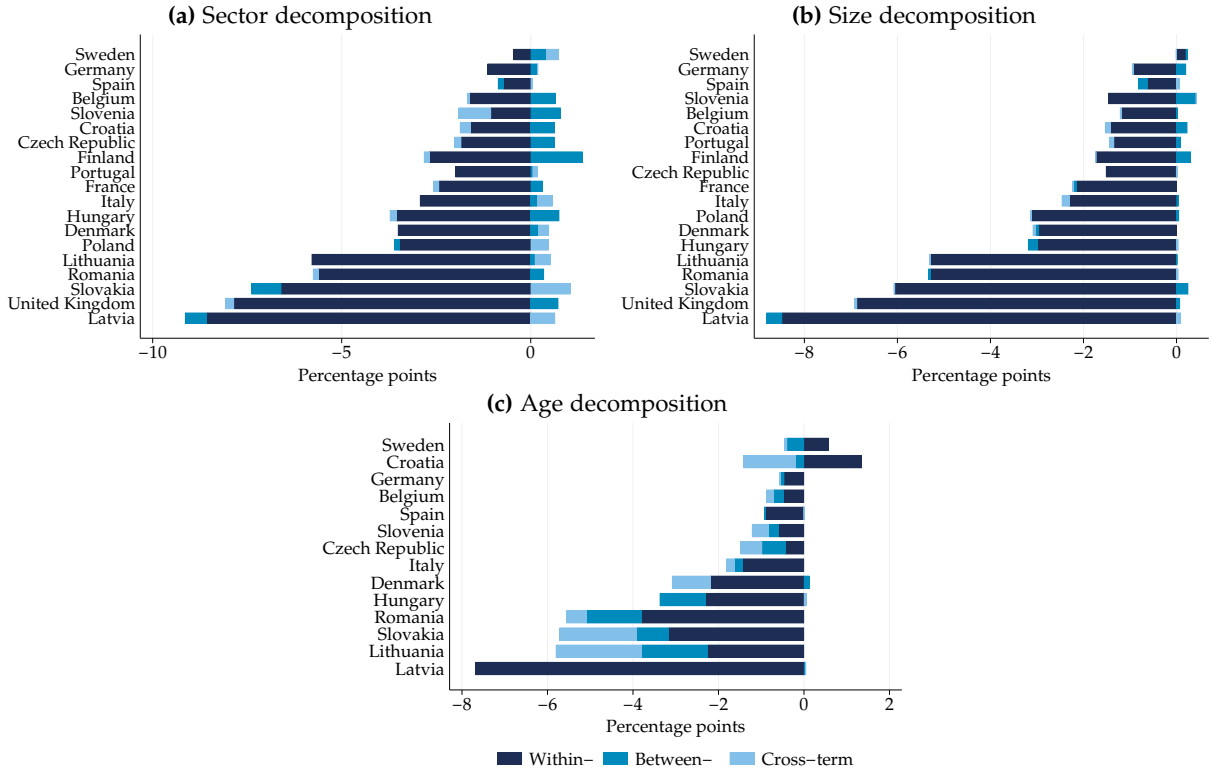 (a) Sector decomposition
Sweden
Germany
Spain
Belgium
Slovenia
Croatia
Czech Republic
Finland
Portugal
France
Italy
Hungary
Denmark
Poland
Lithuania
Romania
Slovakia
United Kingdom
Latvia
−10 −5 0
Percentage points
(b) Size decomposition
Sweden
Germany
Spain
Slovenia
Belgium
Croatia
Portugal
Finland
Czech Republic
France
Italy
Poland
Denmark
Hungary
Lithuania
Romania
Slovakia
United Kingdom
Latvia
−8 −6 −4 −2 0
Percentage points
(c) Age decomposition
Sweden
Croatia
Germany
Belgium
Spain
Slovenia
Czech Republic
Italy
Denmark
Hungary
Romania
Slovakia
Lithuania
Latvia
−8 −6 −4 −2 0 2
Percentage points
Within− Between− Cross−term